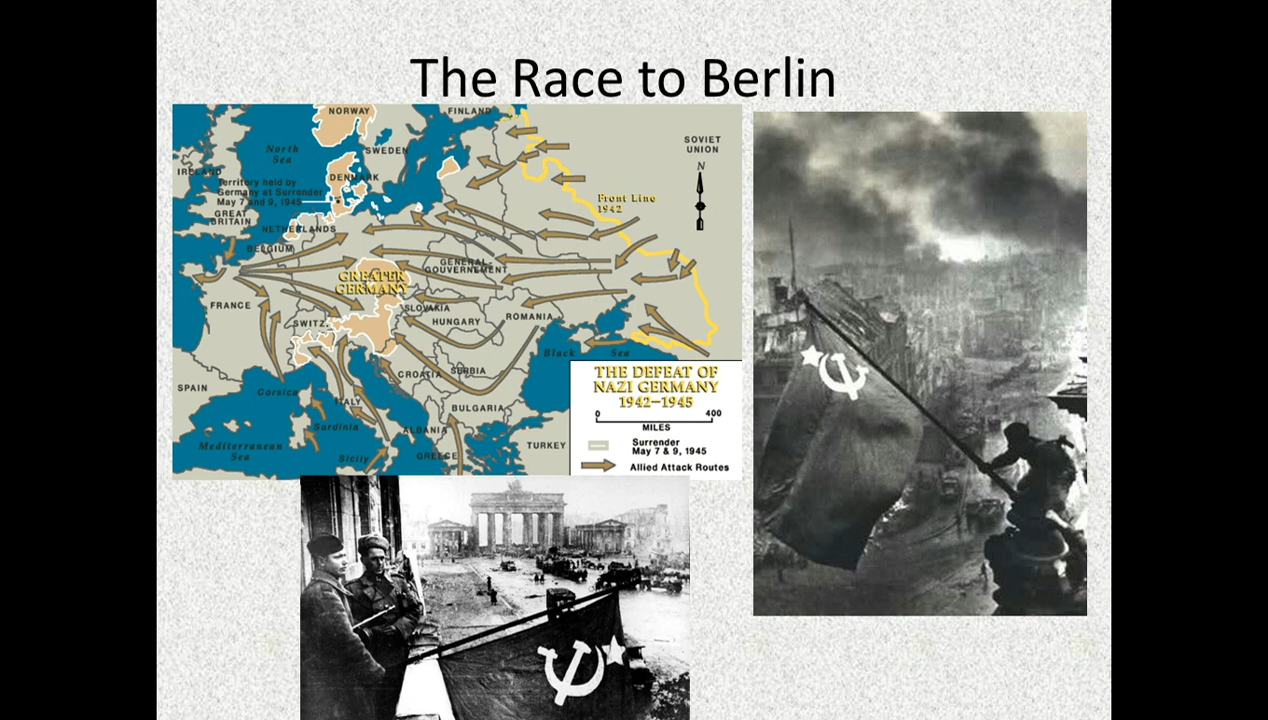 The Race to Berlin
NORWAY
FINLAND
SOVIET
UNION
North
Sea
SWEDEN
N
IRELAND
DENMARK
Territory held by
Germany at Surrender
May 7 and 9, 1945
Front Line
1942
GREAT
BRITAIN
NETHERLANDS
BELGIUM
GENERAL-
GOUVERNEMENT
GREATER
GERMANY
FRANCE
SLOVAKIA
SWITZ.
HUNGARY
ROMANIA
Black Sea
CROATIA
SERBIA
SPAIN
Corsica
ITALY
BULGARIA
Sardinia
ALBANIA
Mediterranean
Sea
Sicily
GREECE
TURKEY
THE DEFEAT OF
NAZI GERMANY
1942–1945
0 400
MILES
Surrender
May 7 & 9, 1945
Allied Attack Routes